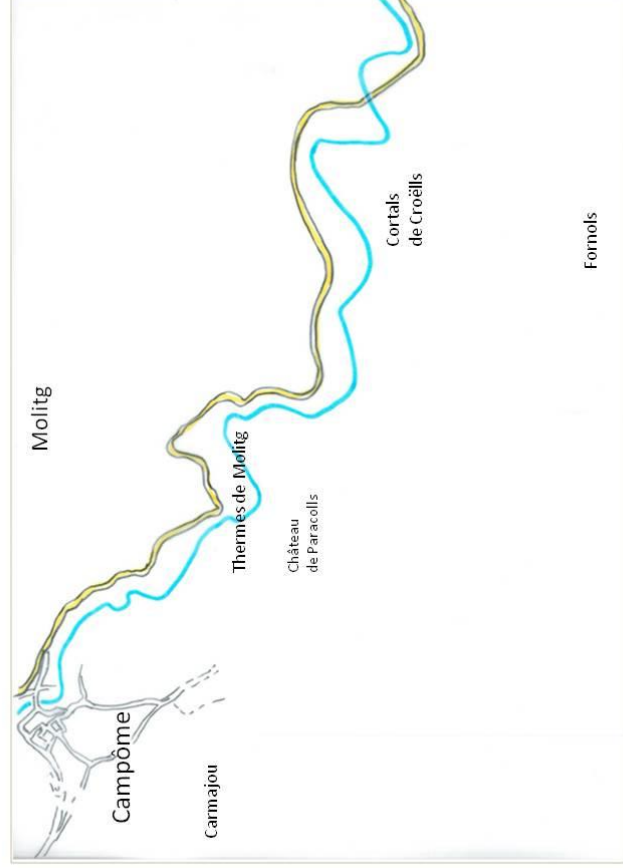 Molitg
Thermes de Molitg
Château
de Paracolls
Cortals
de Croëlls
Fornols
Campôme
Carmajou